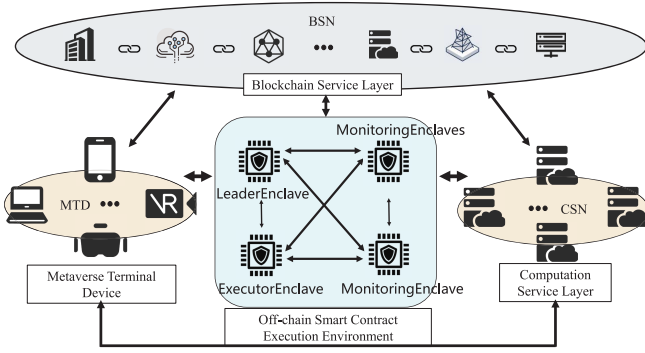 BSN
Blockchain Service Layer
MonitoringEnclaves
LeaderEnclave
MTD
VR
CSN
ExecutorEnclave
MonitoringEnclave
Metaverse Terminal
Device
Computation
Service Layer
Off-chain Smart Contract
Execution Environment